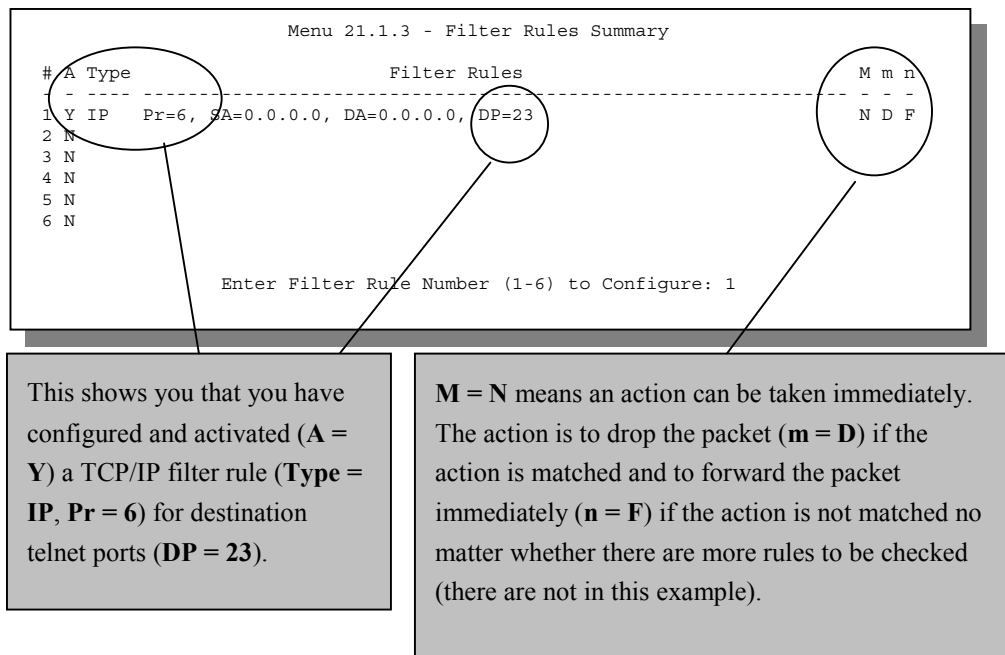 Menu 21.1.3 - Filter Rules Summary
# A Type Filter Rules M m n
- - ---- --------------------------------------------------------------- - - -
1 Y IP Pr=6, SA=0.0.0.0, DA=0.0.0.0, DP=23 N D F
2 N
3 N
4 N
5 N
6 N
Enter Filter Rule Number (1-6) to Configure: 1
This shows you that you have
configured and activated (A =
Y) a TCP/IP filter rule (Type =
IP, Pr = 6) for destination
telnet ports (DP = 23).
M = N means an action can be taken immediately.
The action is to drop the packet (m = D) if the
action is matched and to forward the packet
immediately (n = F) if the action is not matched no
matter whether there are more rules to be checked
(there are not in this example).